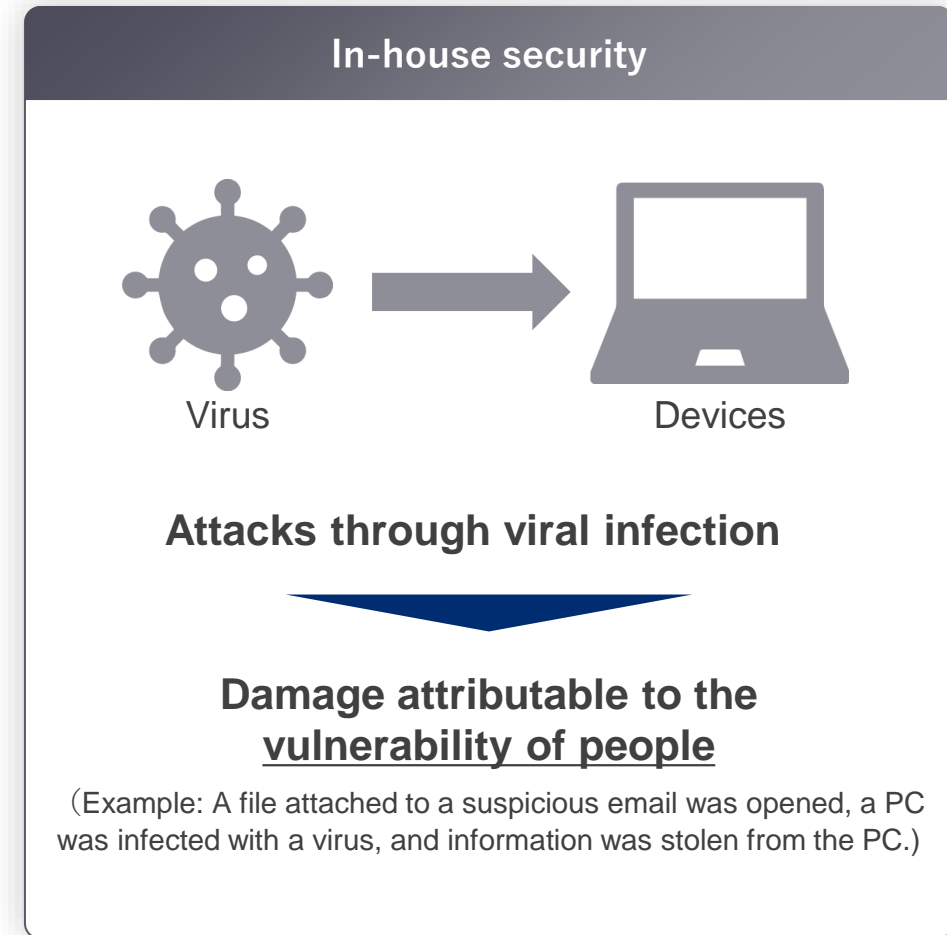 In-house security
Virus
Devices
Attacks through viral infection
Damage attributable to the
vulnerability of people
（Example: A file attached to a suspicious email was opened, a PC
was infected with a virus, and information was stolen from the PC.)